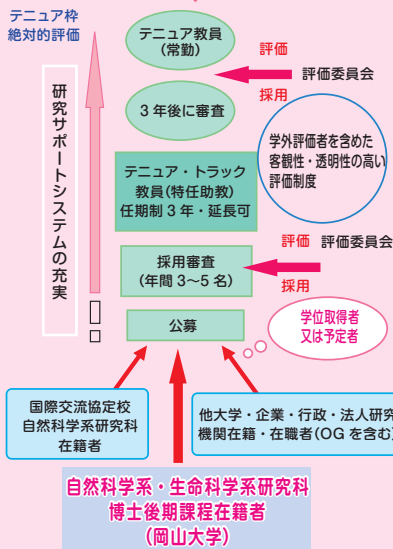 テニュア枠
絶対的評価
テニュア教員
(常勤)
評価
評価委員会
採用
3年後に審査
研究サポートシステムの充実
学外評価者を含めた
客観性・透明性の高い
評価制度
テニュア・トラック
教員(特任助教)
任期制3年・延長可
評価 評価委員会
採用
採用審査
(年間3〜5名)
公募
学位取得者
又は予定者
国際交流協定校
自然科学系研究科
在籍者
他大学・企業・行政・法人研究
機関在籍・在職者(OGを含む)
自然科学系・生命科学系研究科
博士後期課程在籍者
(岡山大学)